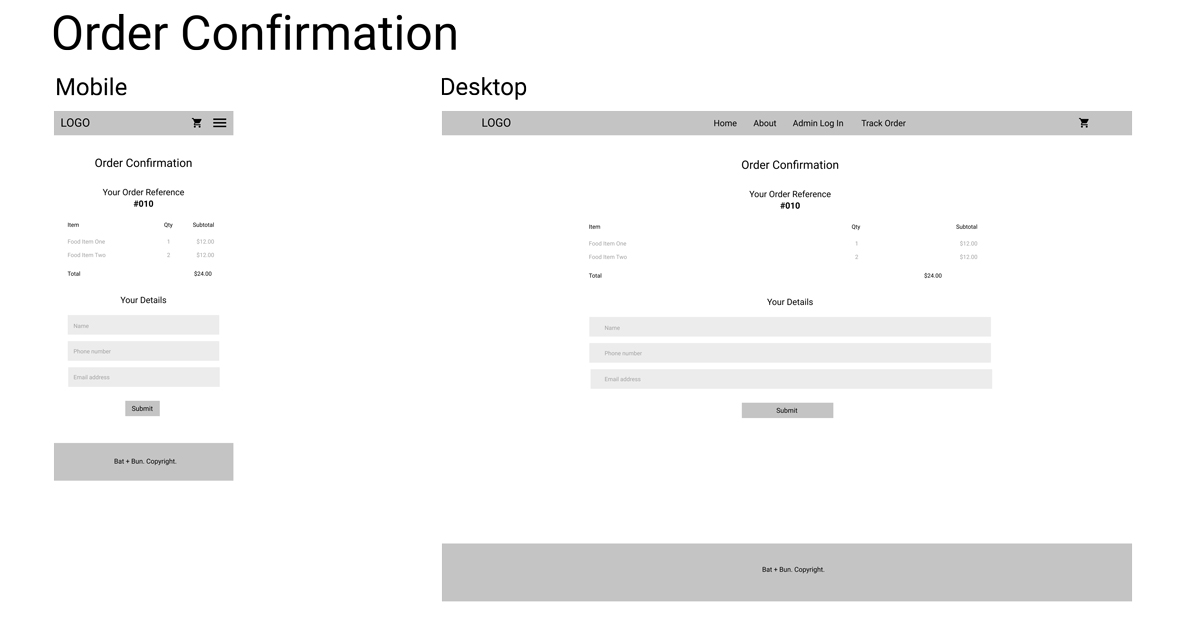 Order Confirmation
Mobile
LOGO
Order Confirmation
Your Order Reference
#010
Item Qty Subtotal
Food Item One 1 $12.00
Food Item Two 2 $12.00
Total $24.00
Your Details
Name
Phone number
Email address
Submit
Bat + Bun. Copyright.
Desktop
LOGO Home About Admin Log In Track Order
Order Confirmation
Your Order Reference
#010
Item Qty Subtotal
Food Item One 1 $12.00
Food Item Two 2 $12.00
Total $24.00
Your Details
Name
Phone number
Email address
Submit
Bat + Bun. Copyright.